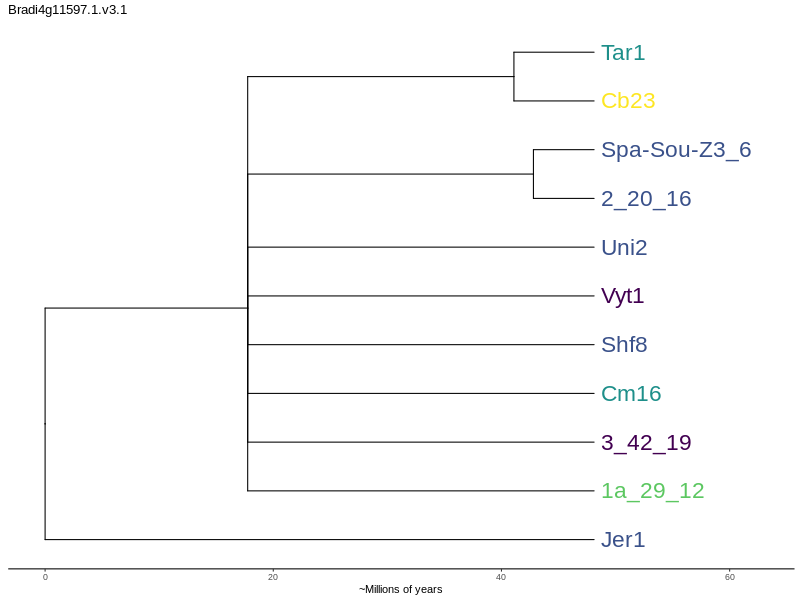 Bradi4g11597.1.v3.1
Tar1
Cb23
Spa-Sou-Z3_6
2_20_16
Uni2
Vyt1
Shf8
Cm16
3_42_19
1a_29_12
Jer1
0 20 40 60
~Millions of years